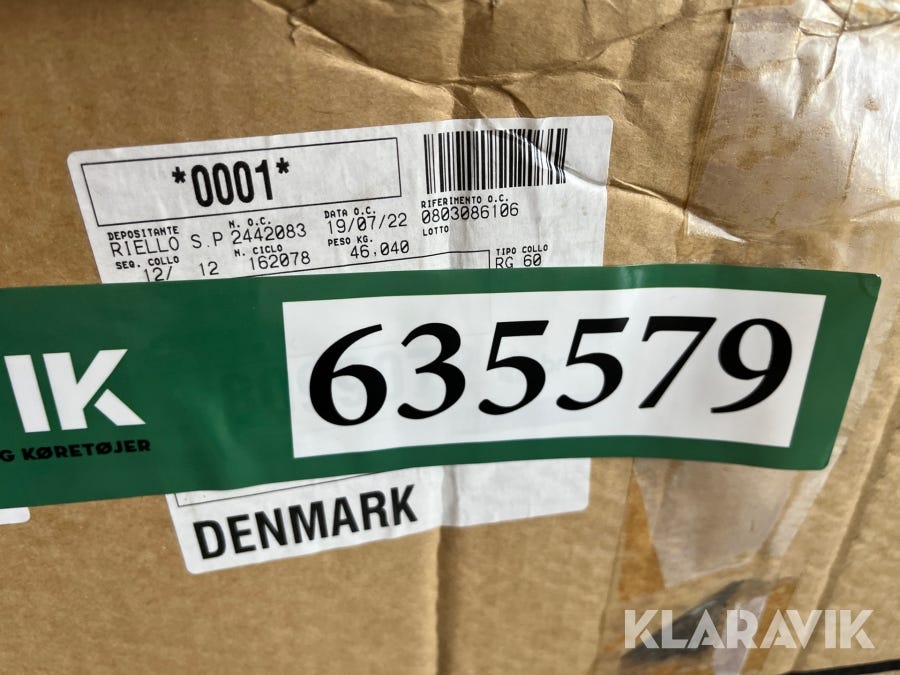 *0001*
DEPOSITANTE N. O.C. DATA O.C. RIFERIMENTO O.C.
RIELLO S.P 2442083 19/07/22 0803086106
SEQ. COLLO N. CICLO PESO KG. LOTTO
12/ 12 162078 46,040
TIPO COLLO
RG 60
IK
635579
G KØRETØJER
DENMARK
KLARAVIK